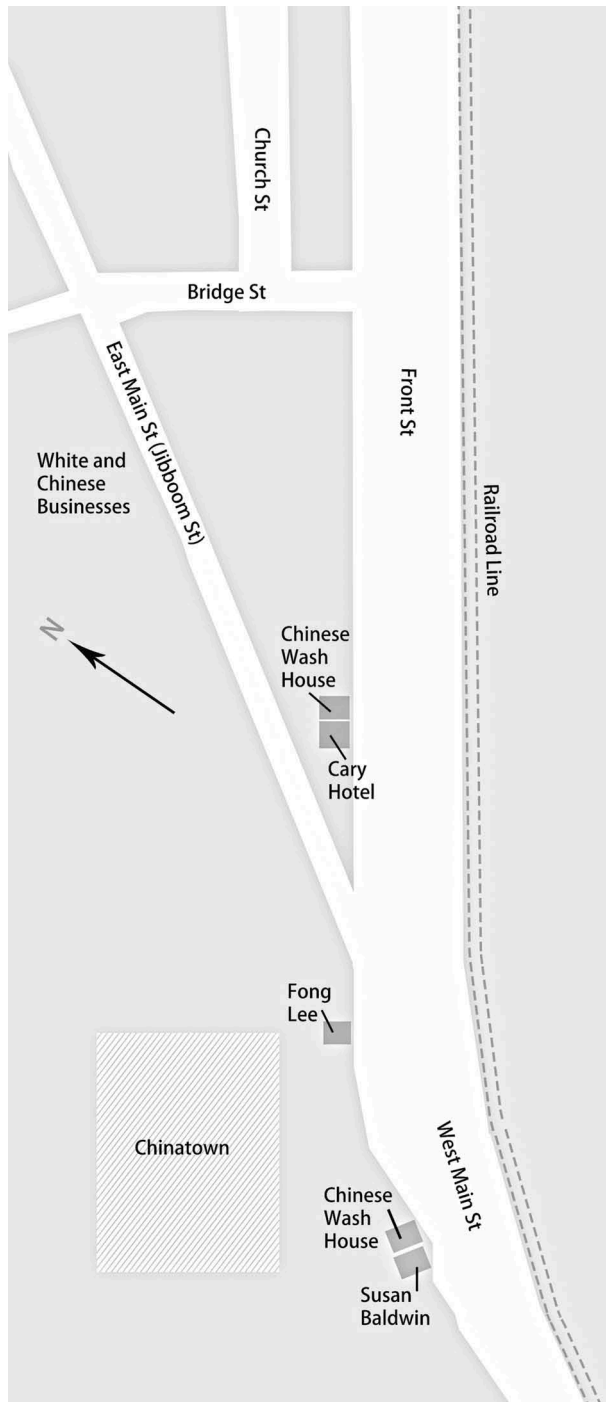 Church St
Bridge St
East Main St (Jibboom St)
Front St
White and
Chinese
Businesses
Railroad Line
N
Chinese
Wash
House
Cary
Hotel
Fong
Lee
Chinatown
West Main St
Chinese
Wash
House
Susan
Baldwin